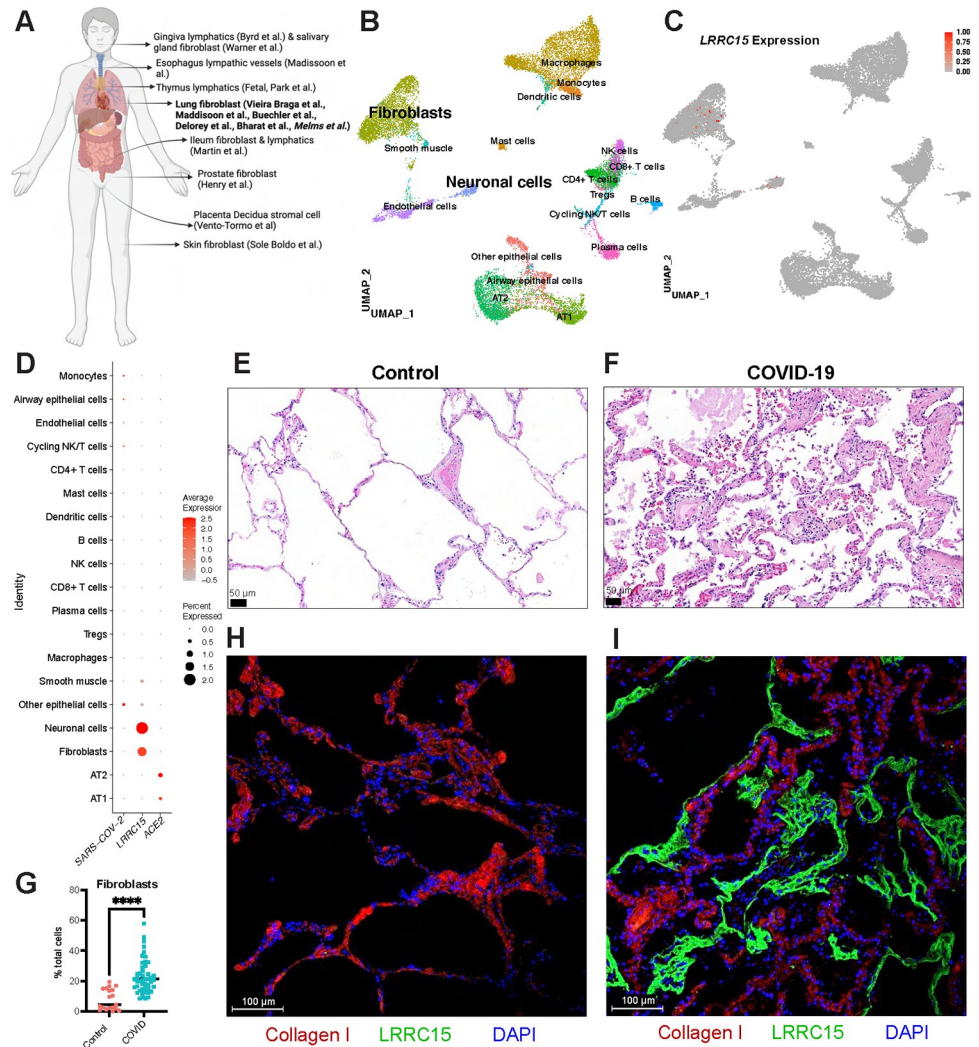 A
Gingiva lymphatics (Byrd et al.) & salivary
gland fibroblast (Warner et al.)
Esophagus lympathic vessels (Madissoon et
al.)
Thymus lymphatics (Fetal, Park et al.)
Lung fibroblast (Vieira Braga et al.,
Maddisoon et al., Buechler et al.,
Delorey et al., Bharat et al., Melms et al.)
Ileum fibroblast & lymphatics
(Martin et al.)
Prostate fibroblast
(Henry et al.)
Placenta Decidua stromal cell
(Vento-Tormo et al)
Skin fibroblast (Sole Boldo et al.)
B
Macrophages
Monocytes
Dendritic cells
Fibroblasts
Smooth muscle
Mast cells
NK cells
CD8+ T cells
CD4+ T cells
Neuronal cells
Tregs
B cells
Endothelial cells
Cycling NK/T cells
Plasma cells
Other epithelial cells
Airway epithelial cells
AT2
AT1
UMAP_2
UMAP_1
C
LRRC15 Expression
1.00
0.75
0.50
0.25
0.00
UMAP_2
UMAP_1
D
Identity
Monocytes
Airway epithelial cells
Endothelial cells
Cycling NK/T cells
CD4+ T cells
Mast cells
Dendritic cells
B cells
NK cells
CD8+ T cells
Plasma cells
Tregs
Macrophages
Smooth muscle
Other epithelial cells
Neuronal cells
Fibroblasts
AT2
AT1
SARS-COV-2
LRRC15
ACE2
Average
Expression
2.5
2.0
1.5
1.0
0.5
0.0
-0.5
Percent
Expressed
0.0
0.5
1.0
1.5
2.0
E
Control
50 μm
F
COVID-19
50 μm
G
Fibroblasts
****
% total cells
80
60
40
20
0
Control
COVID
H
100 μm
Collagen I LRRC15 DAPI
I
100 μm
Collagen I LRRC15 DAPI